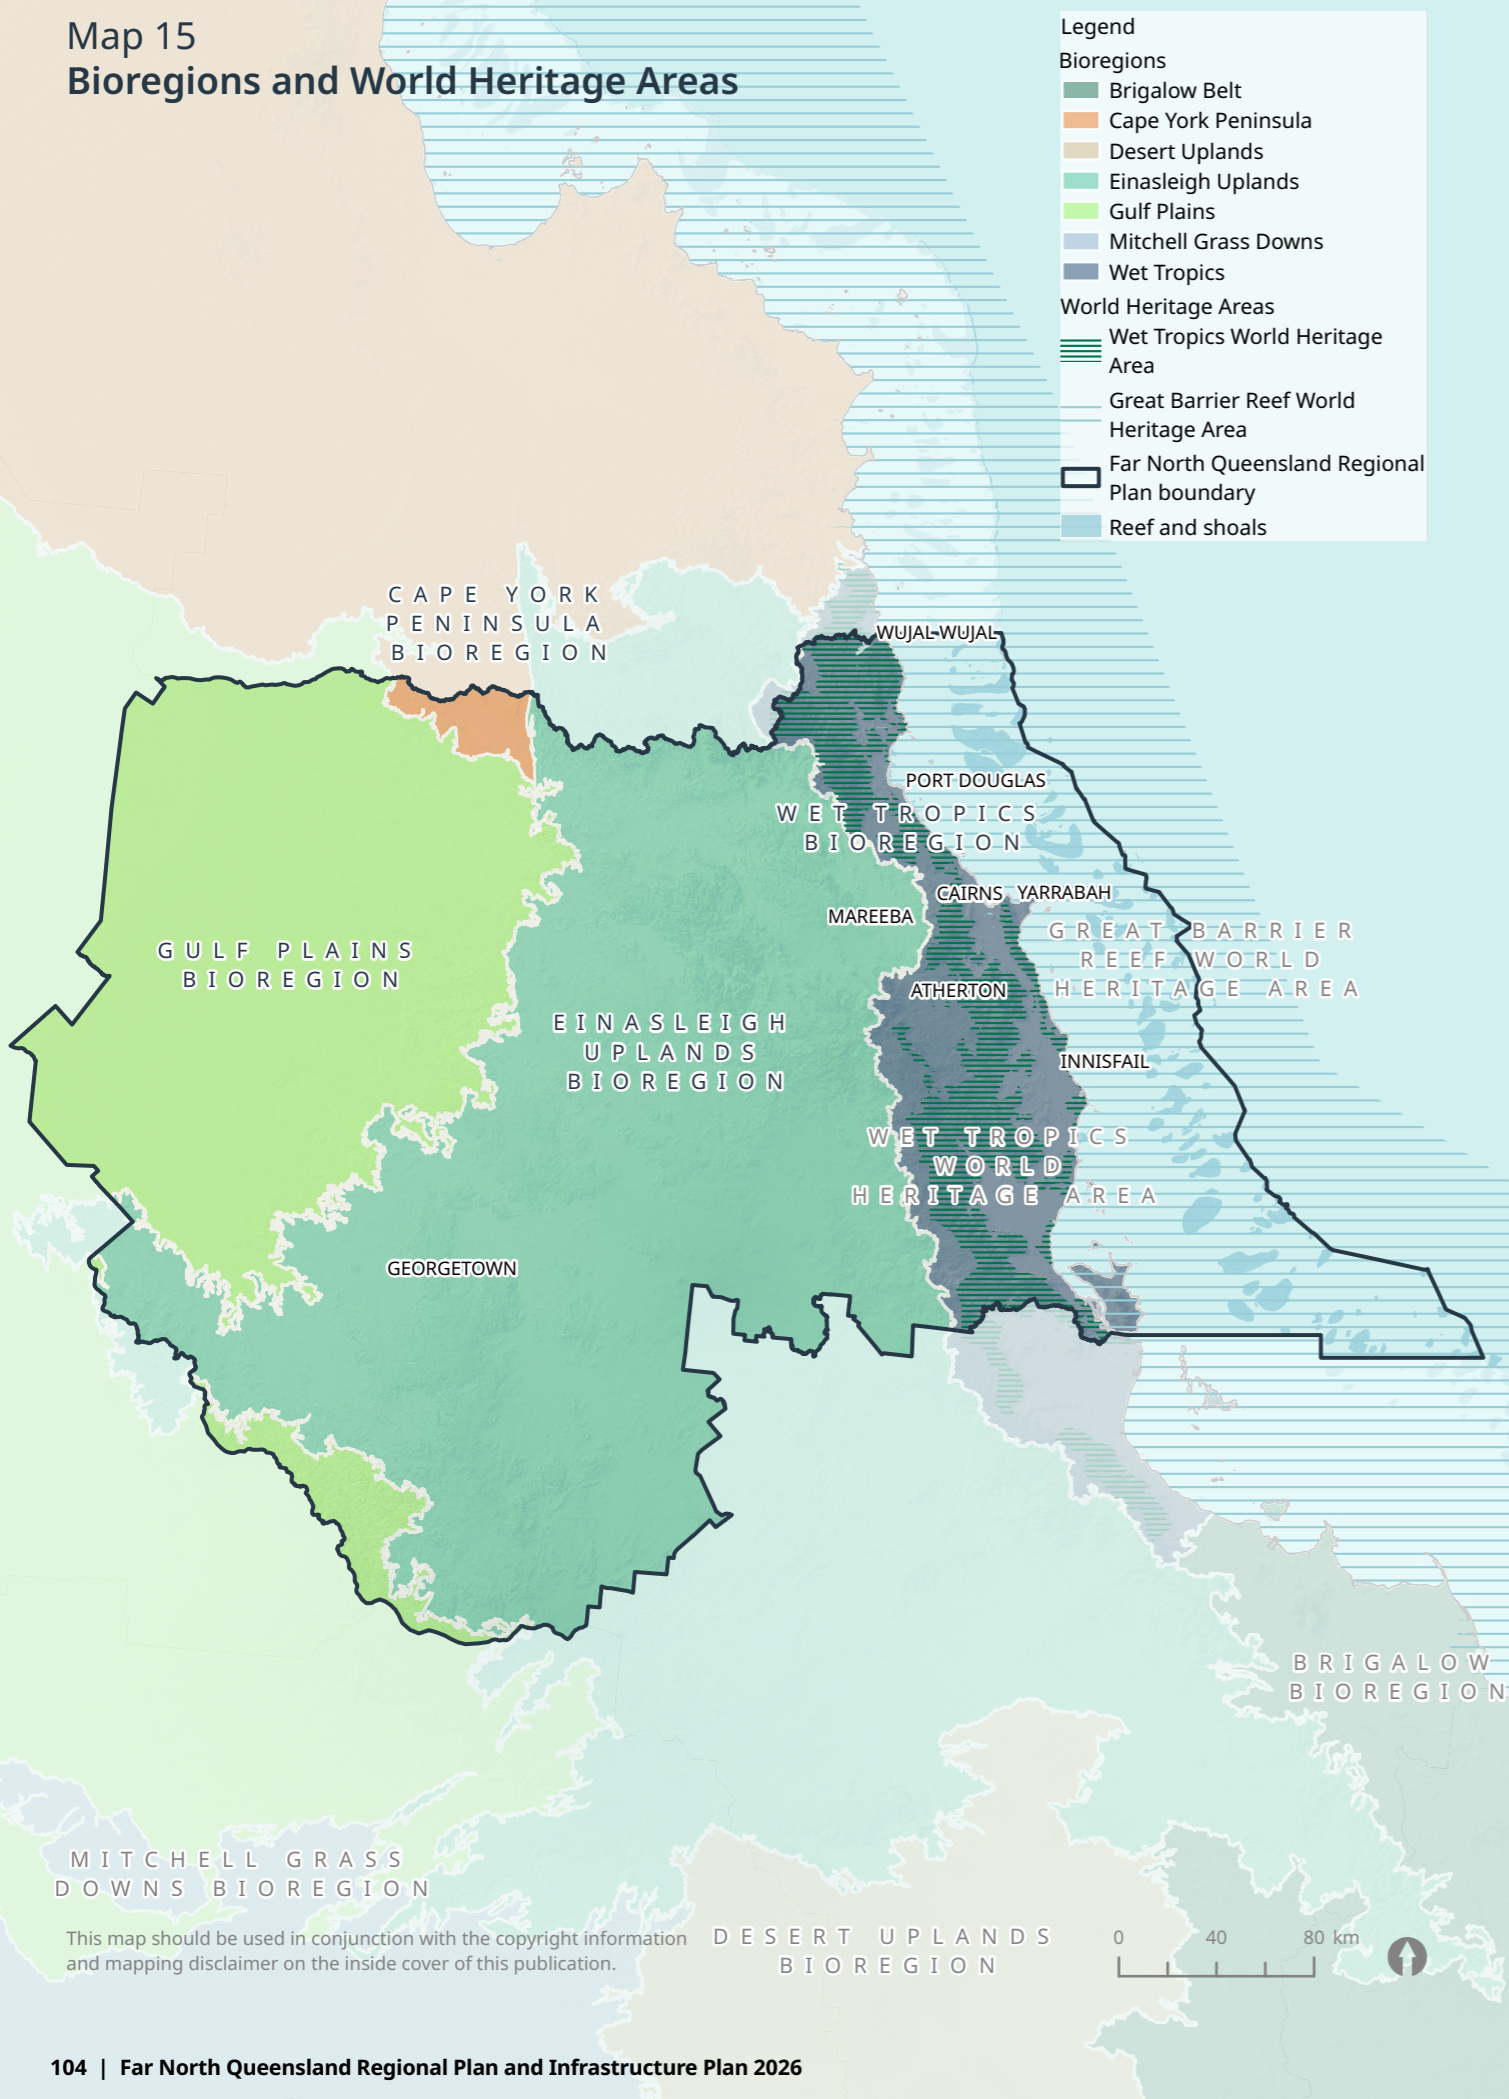 Map 15
Bioregions and World Heritage Areas
Legend
Bioregions
Brigalow Belt
Cape York Peninsula
Desert Uplands
Einasleigh Uplands
Gulf Plains
Mitchell Grass Downs
Wet Tropics
World Heritage Areas
Wet Tropics World Heritage
Area
Great Barrier Reef World
Heritage Area
Far North Queensland Regional
Plan boundary
Reef and shoals
CAPE YORK
PENINSULA
BIOREGION
WUJAL WUJAL
PORT DOUGLAS
WET TROPICS
BIOREGION
CAIRNS
YARRABAH
MAREEBA
GREAT BARRIER
REEF WORLD
HERITAGE AREA
GULF PLAINS
BIOREGION
ATHERTON
EINASLEIGH
UPLANDS
BIOREGION
INNISFAIL
WET TROPICS
WORLD
HERITAGE AREA
GEORGETOWN
BRIGALOW
BIOREGION
MITCHELL GRASS
DOWNS BIOREGION
DESERT UPLANDS
BIOREGION
0 40 80 km
This map should be used in conjunction with the copyright information
and mapping disclaimer on the inside cover of this publication.
104 | Far North Queensland Regional Plan and Infrastructure Plan 2026